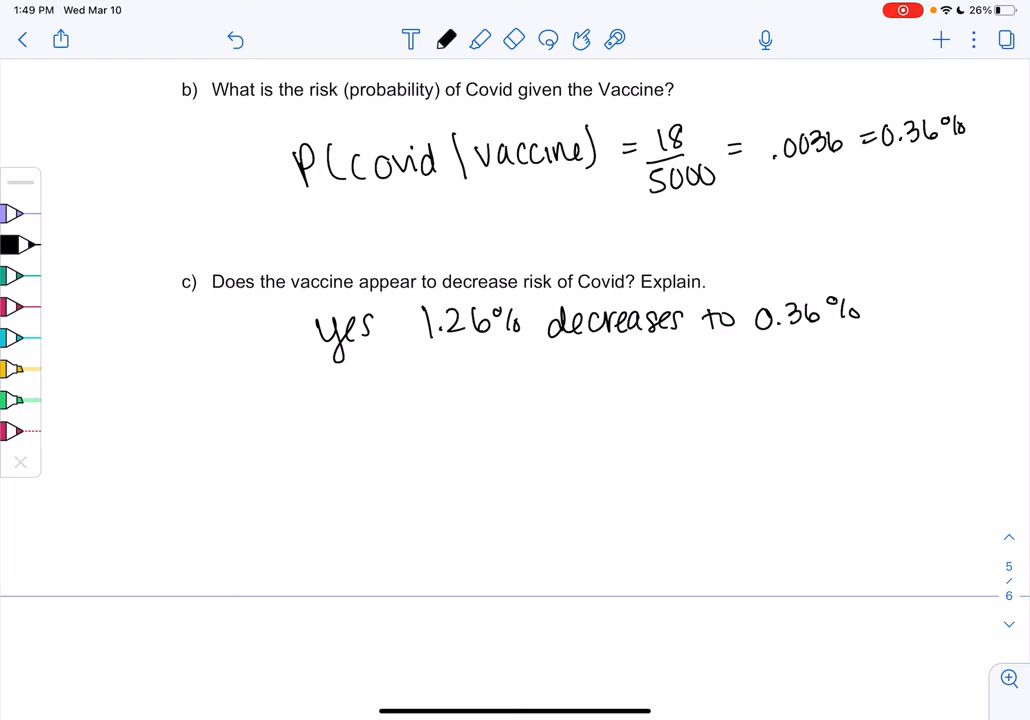 1:49 PM Wed Mar 10
26%
T
b) What is the risk (probability) of Covid given the Vaccine?
P(covid | vaccine) = 18/5000 = .0036 = 0.36%
c) Does the vaccine appear to decrease risk of Covid? Explain.
yes 1.26% decreases to 0.36%
5
/
6